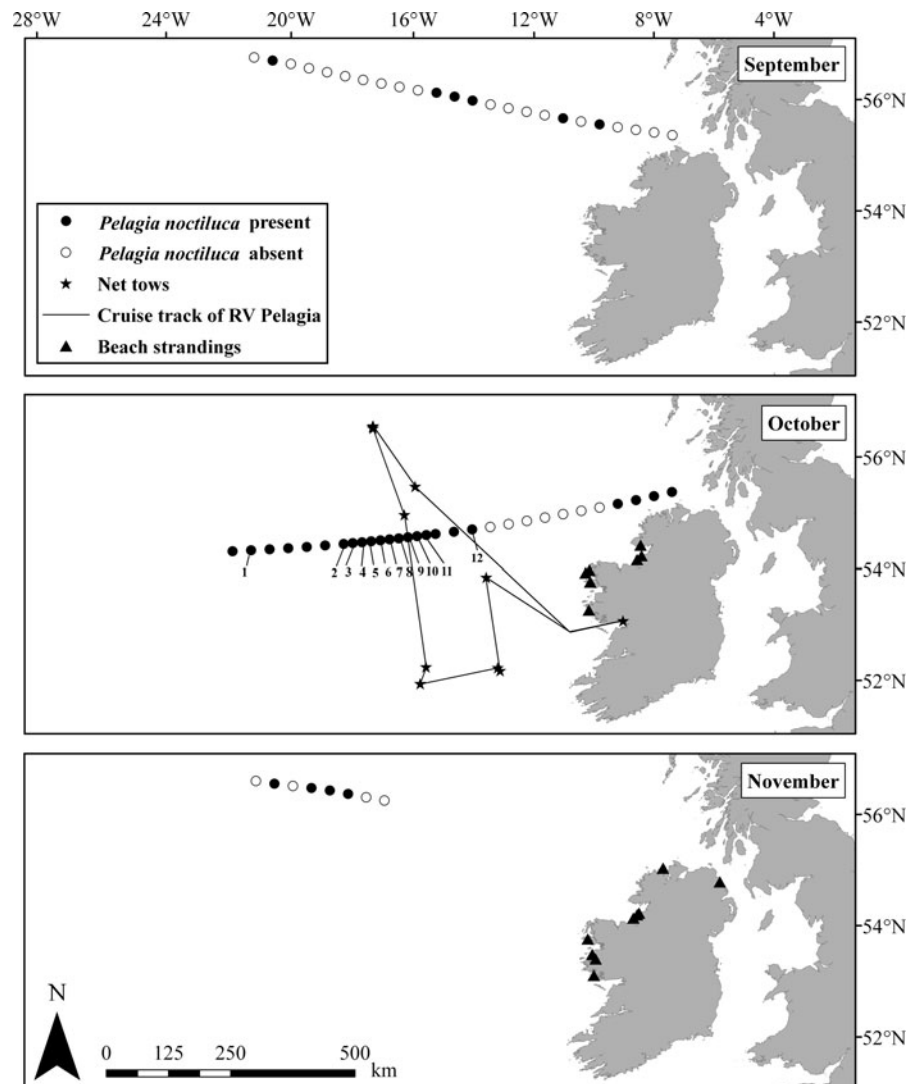 28°W 24°W 20°W 16°W 12°W 8°W 4°W
September
56°N
54°N
52°N
Pelagia noctiluca present
Pelagia noctiluca absent
Net tows
Cruise track of RV Pelagia
Beach strandings
October
56°N
54°N
52°N
1 2 3 4 5 6 7 8 9 10 11 12
November
56°N
54°N
52°N
N
0 125 250 500
km